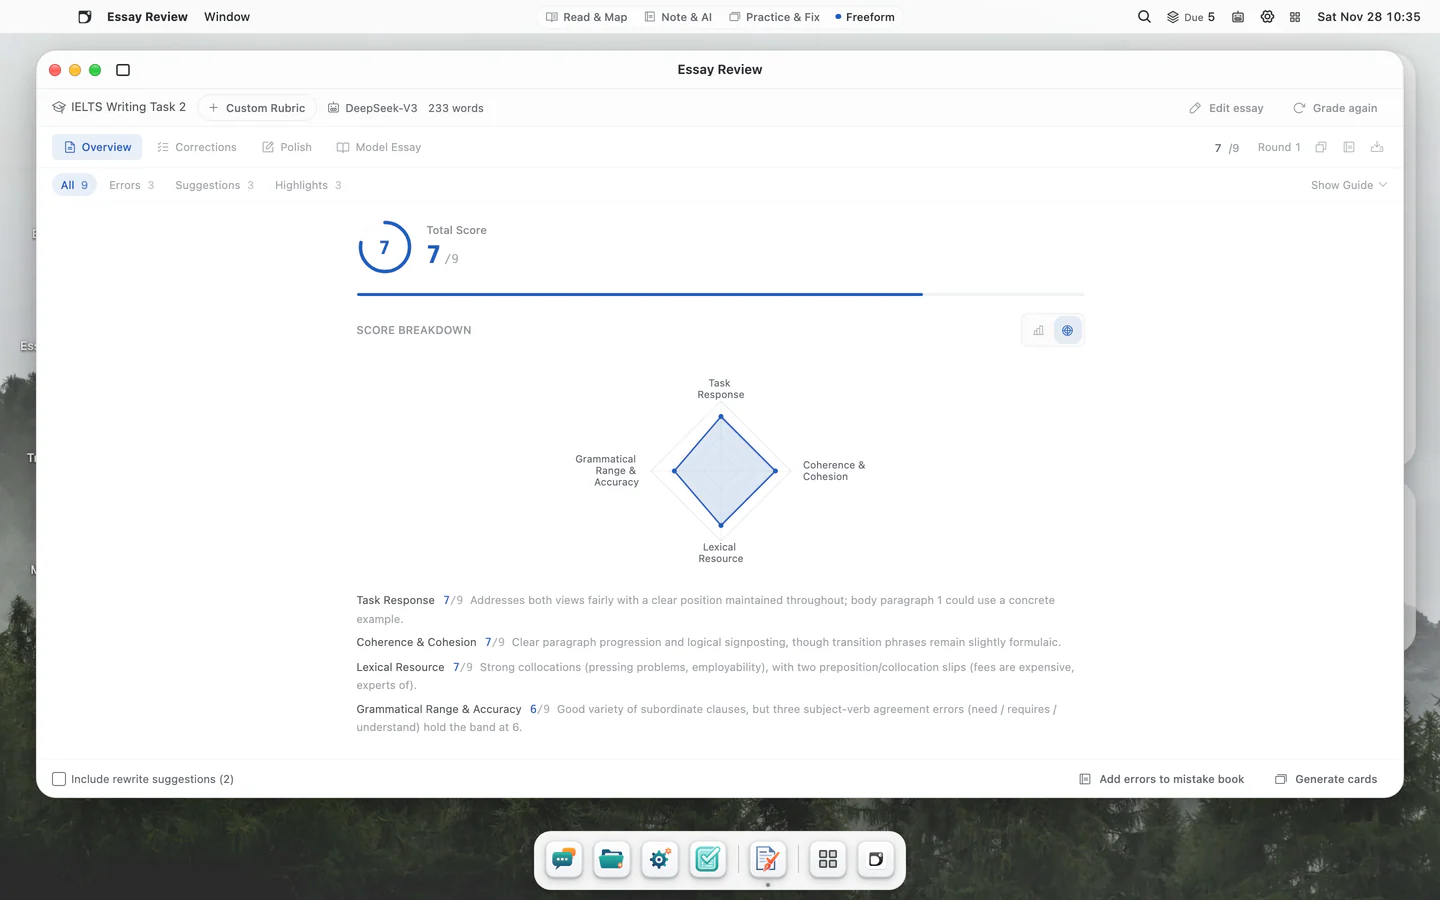 Essay Review
Window
Read & Map
Note & AI
Practice & Fix
Freeform
Due 5
Sat Nov 28 10:35
Essay Review
IELTS Writing Task 2
+ Custom Rubric
DeepSeek-V3
233 words
Edit essay
Grade again
Overview
Corrections
Polish
Model Essay
7 /9
Round 1
All 9
Errors 3
Suggestions 3
Highlights 3
Show Guide
7
Total Score
7 /9
SCORE BREAKDOWN
Task
Response
Grammatical
Range &
Accuracy
Coherence &
Cohesion
Lexical
Resource
Task Response 7/9 Addresses both views fairly with a clear position maintained throughout; body paragraph 1 could use a concrete
example.
Coherence & Cohesion 7/9 Clear paragraph progression and logical signposting, though transition phrases remain slightly formulaic.
Lexical Resource 7/9 Strong collocations (pressing problems, employability), with two preposition/collocation slips (fees are expensive,
experts of).
Grammatical Range & Accuracy 6/9 Good variety of subordinate clauses, but three subject-verb agreement errors (need / requires /
understand) hold the band at 6.
Include rewrite suggestions (2)
Add errors to mistake book
Generate cards